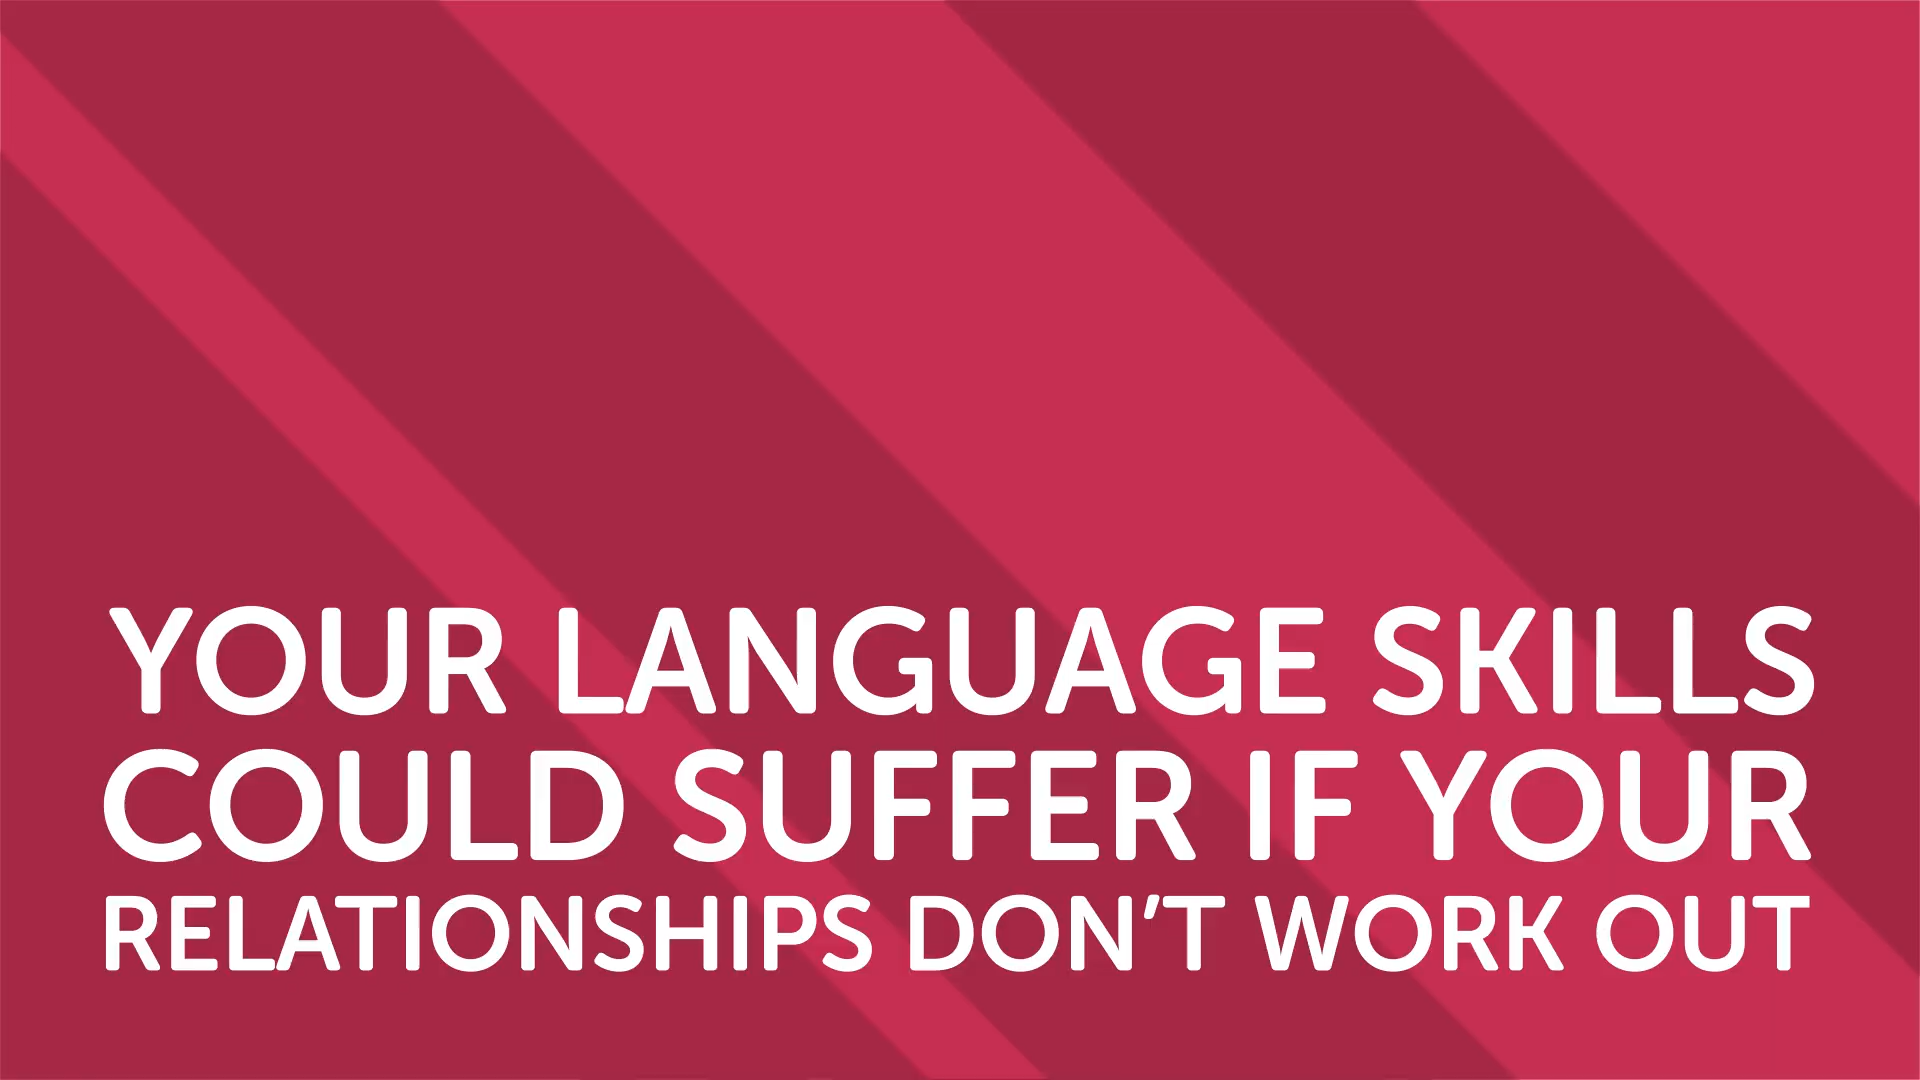 YOUR LANGUAGE SKILLS
COULD SUFFER IF YOUR
RELATIONSHIPS DON’T WORK OUT